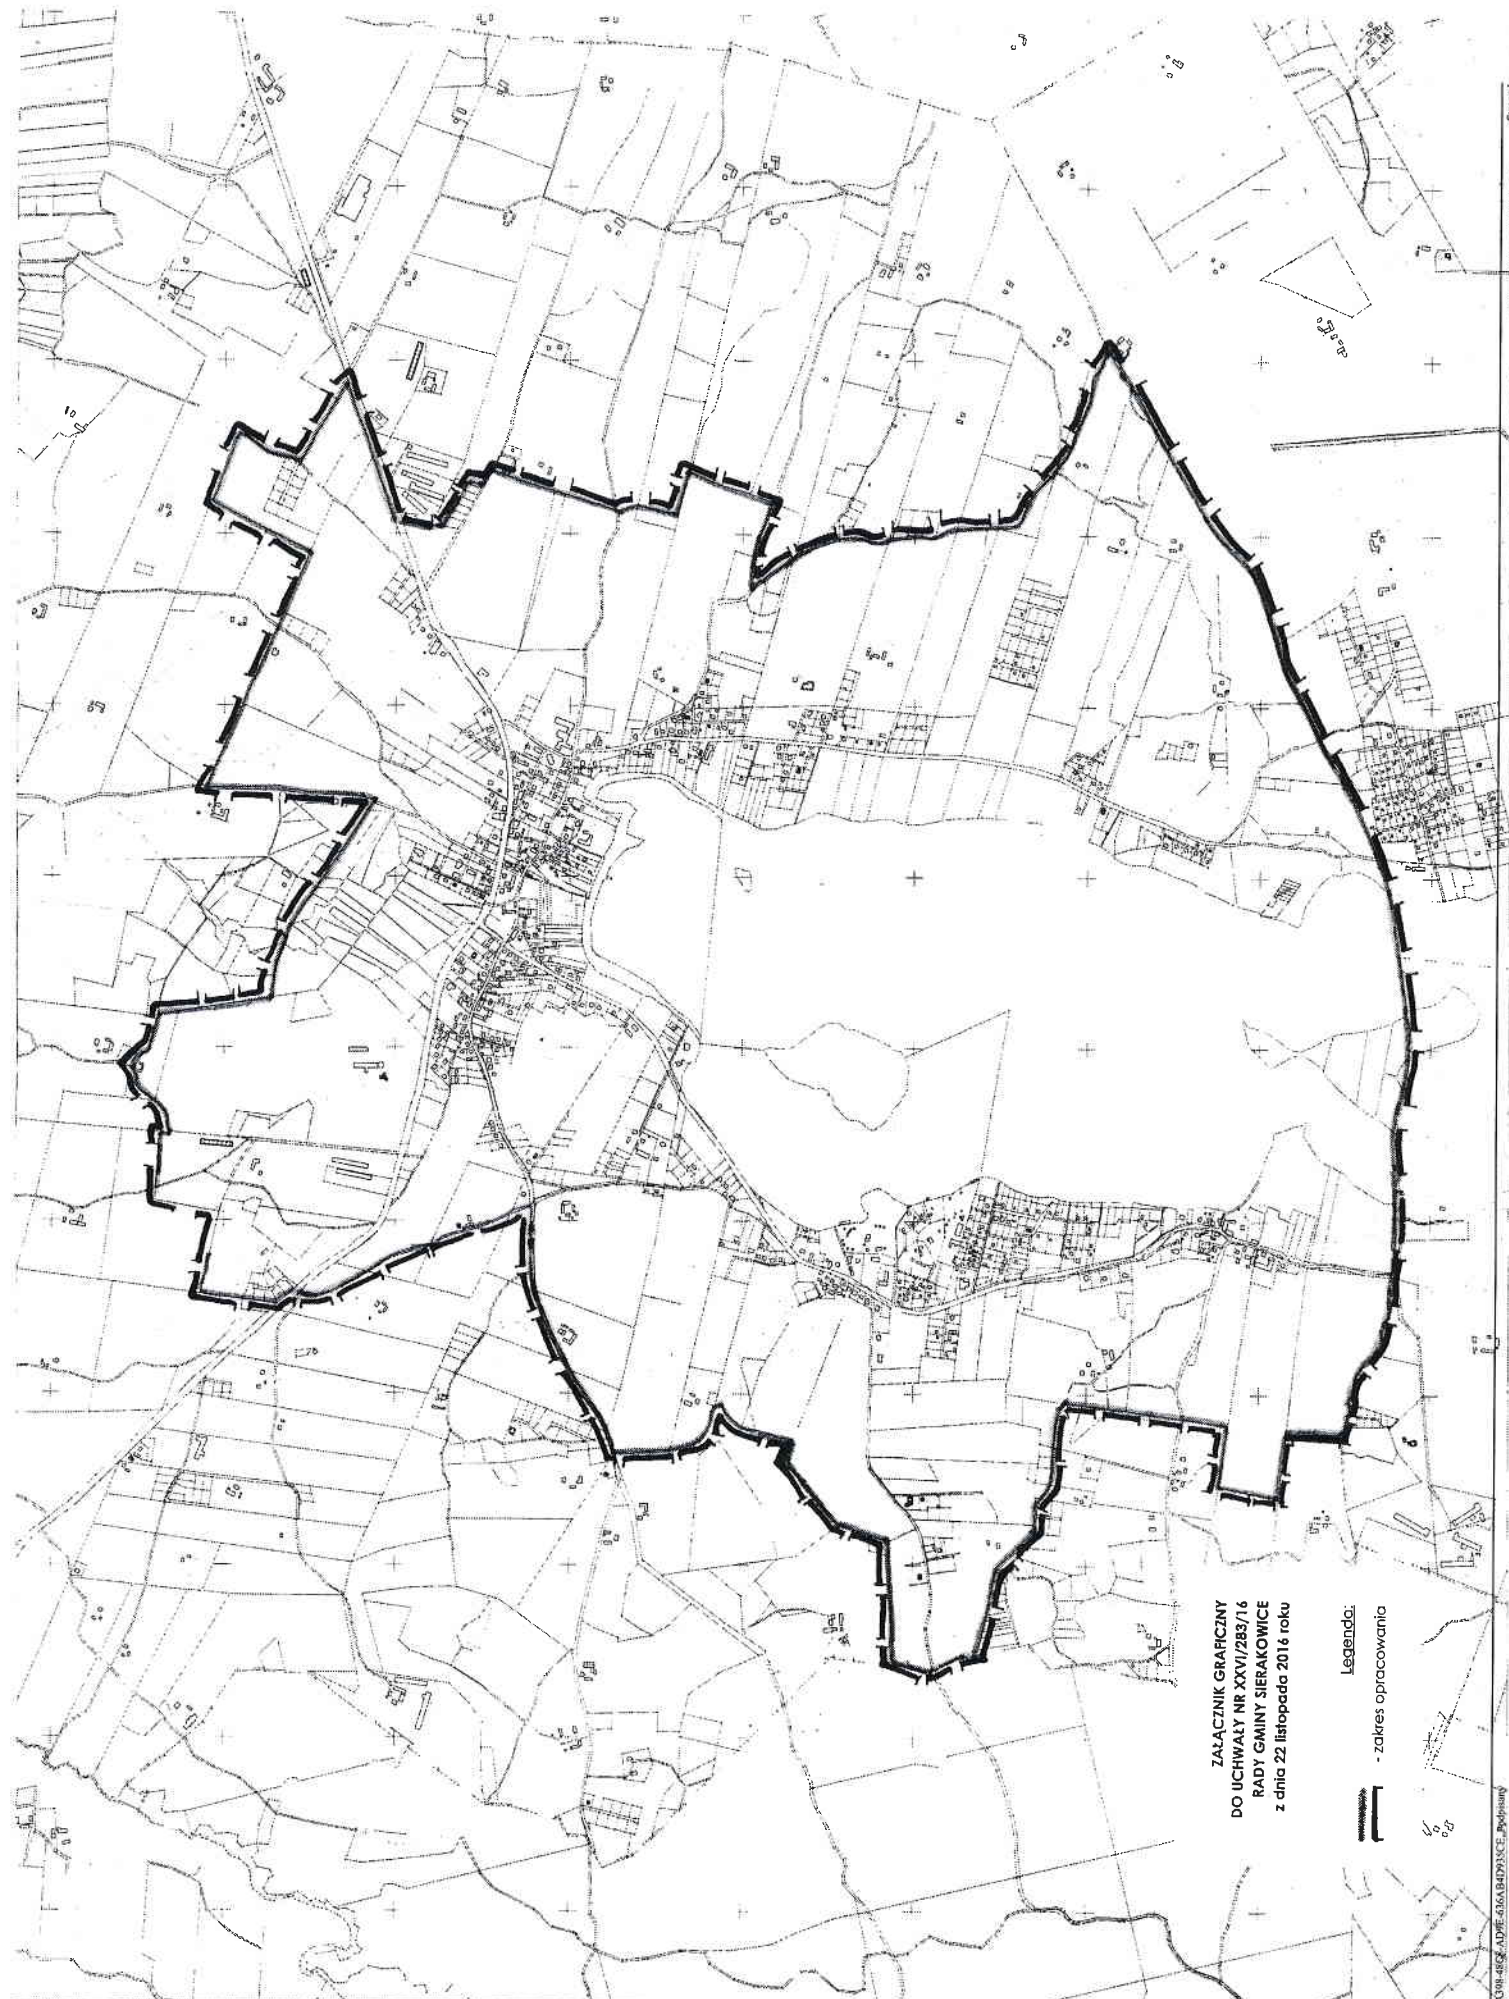 ZAŁĄCZNIK GRAFICZNY
DO UCHWAŁY NR XXVI/283/16
RADY GMINY SIERAKOWICE
z dnia 22 listopada 2016 roku
Legenda:
- zakres opracowania